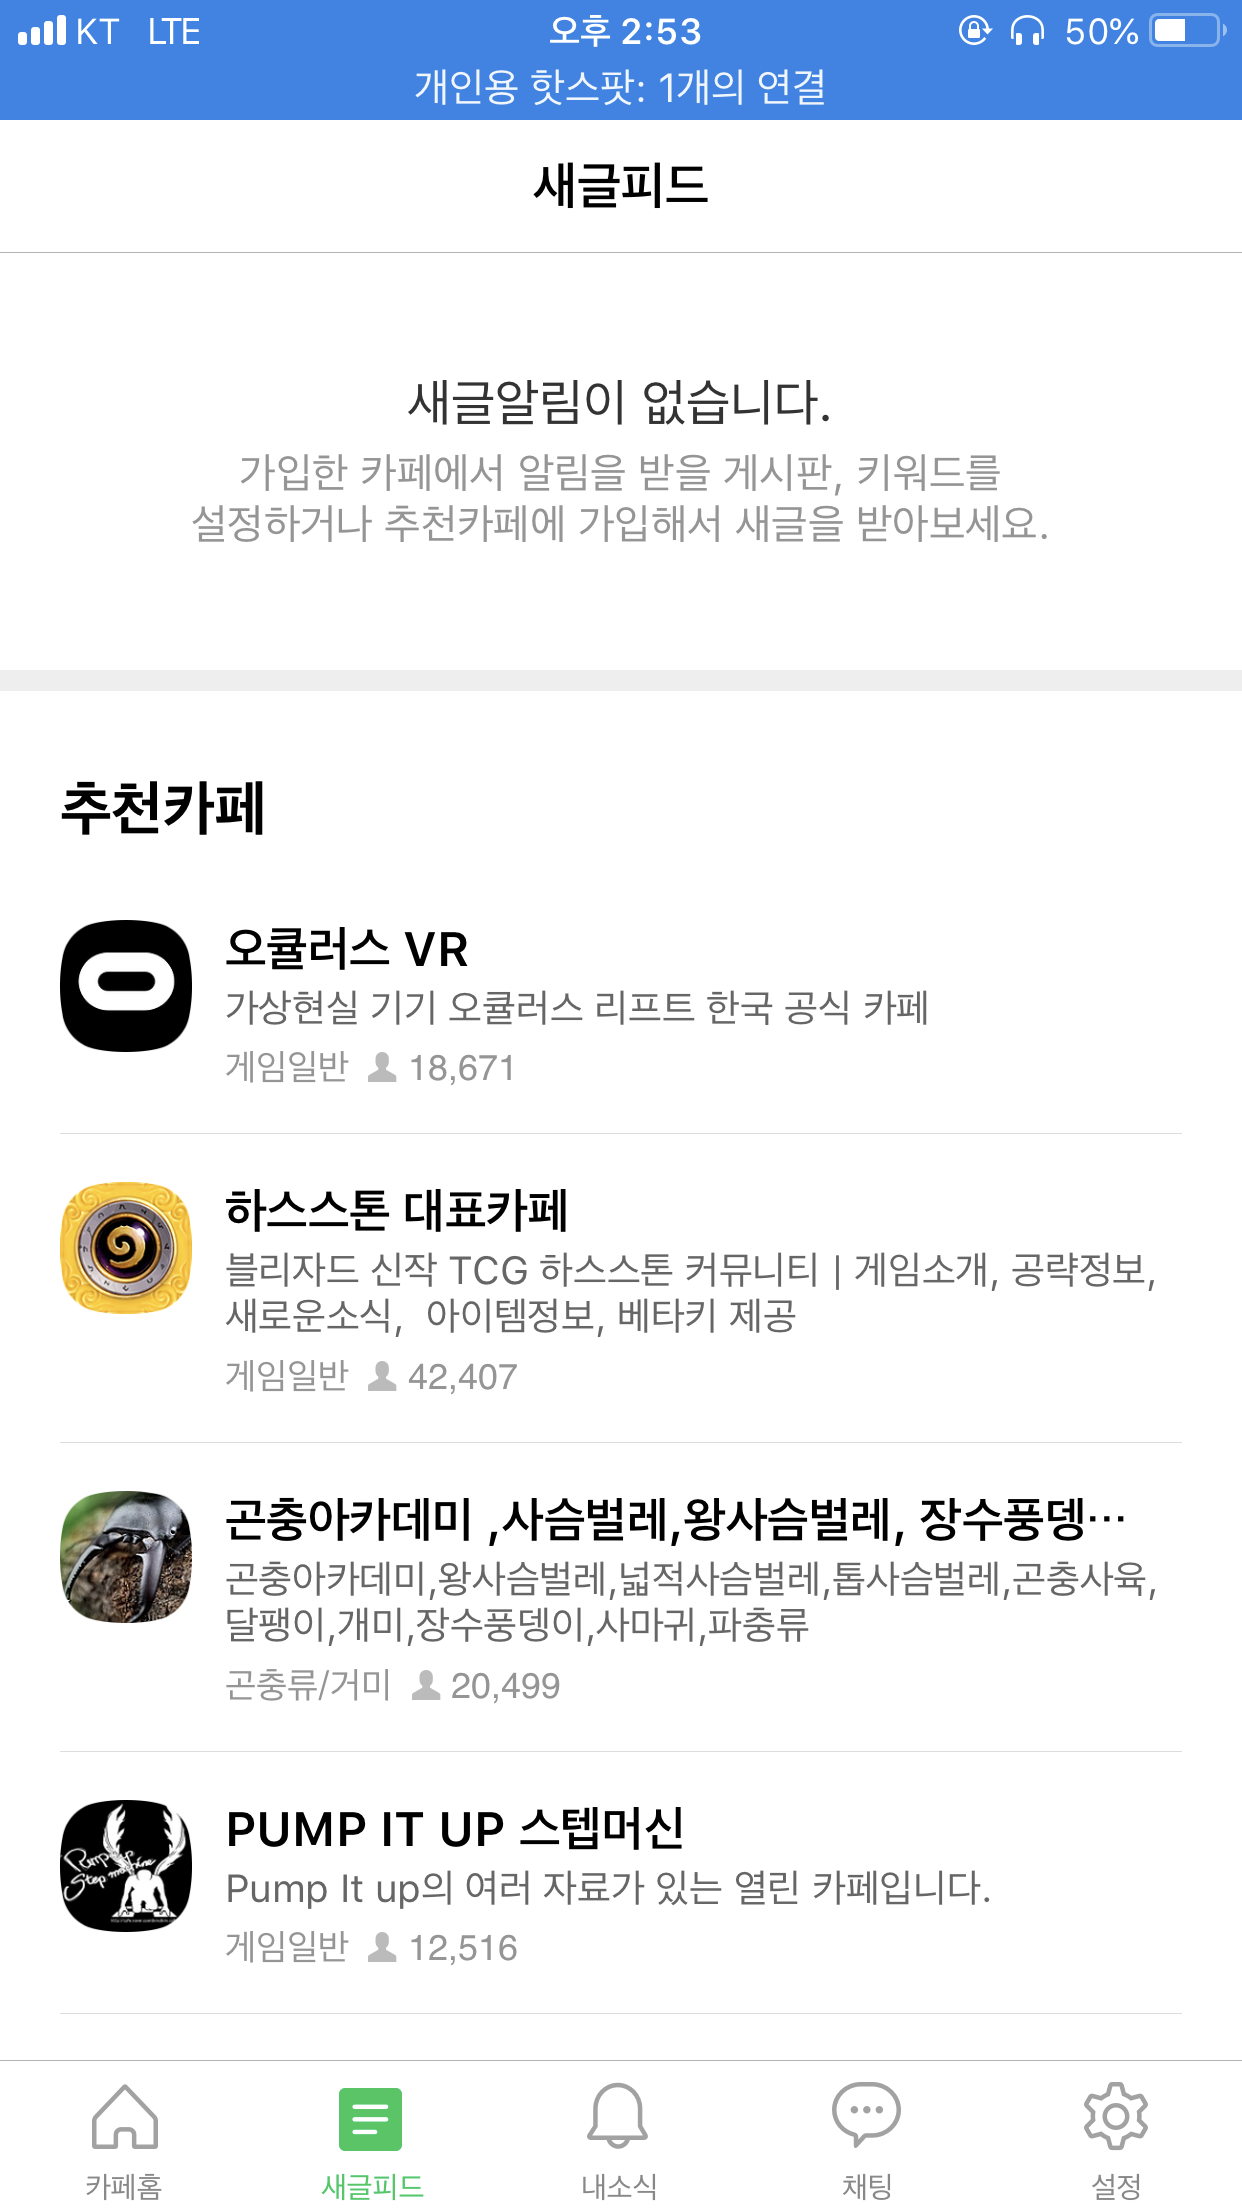 KT LTE 오후 2:53 50%
개인용 핫스팟: 1개의 연결
새글피드
새글알림이 없습니다.
가입한 카페에서 알림을 받을 게시판, 키워드를
설정하거나 추천카페에 가입해서 새글을 받아보세요.
추천카페
오큘러스 VR
가상현실 기기 오큘러스 리프트 한국 공식 카페
게임일반 18,671
하스스톤 대표카페
블리자드 신작 TCG 하스스톤 커뮤니티 | 게임소개, 공략정보,
새로운소식, 아이템정보, 베타키 제공
게임일반 42,407
곤충아카데미 ,사슴벌레,왕사슴벌레, 장수풍뎅…
곤충아카데미,왕사슴벌레,넓적사슴벌레,톱사슴벌레,곤충사육,
달팽이,개미,장수풍뎅이,사마귀,파충류
곤충류/거미 20,499
PUMP IT UP 스텝머신
Pump It up의 여러 자료가 있는 열린 카페입니다.
게임일반 12,516
카페홈 새글피드 내소식 채팅 설정